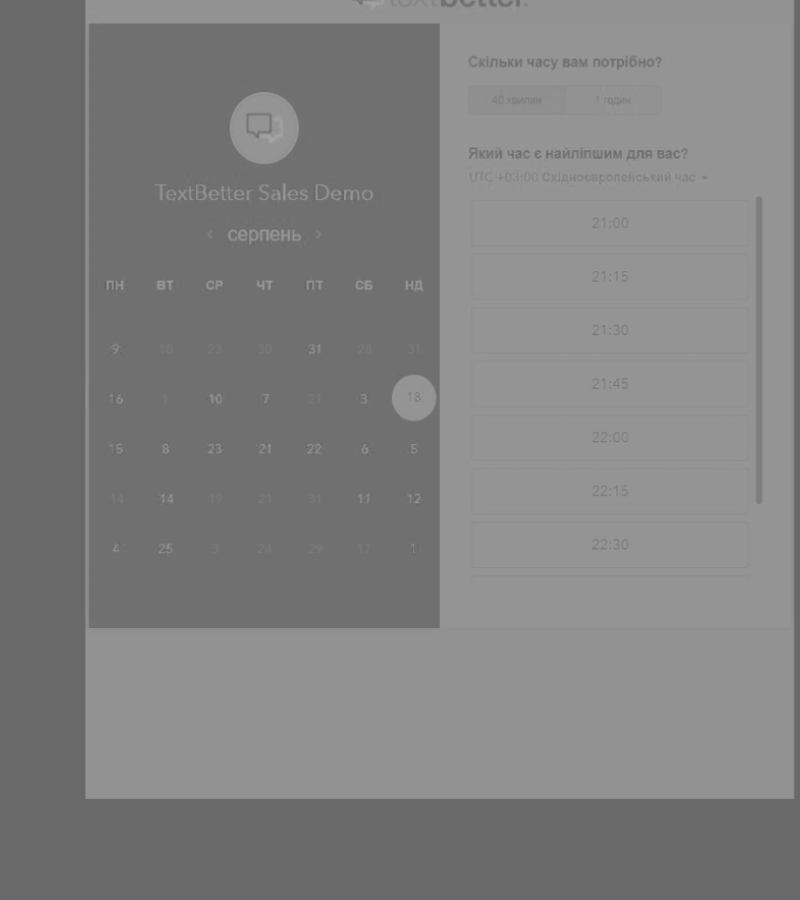 textbetter.
TextBetter Sales Demo
‹ серпень ›
ПН ВТ СР ЧТ ПТ СБ НД
9 18 23 30 31 28 31
16 1 10 7 21 3 18
15 8 23 21 22 6 5
14 14 19 21 31 11 12
4 25 3 24 29 17 1
Скільки часу вам потрібно?
40 хвилин 1 годин
Який час є найліпшим для вас?
UTC +03:00 Східноєвропейський час
21:00
21:15
21:30
21:45
22:00
22:15
22:30